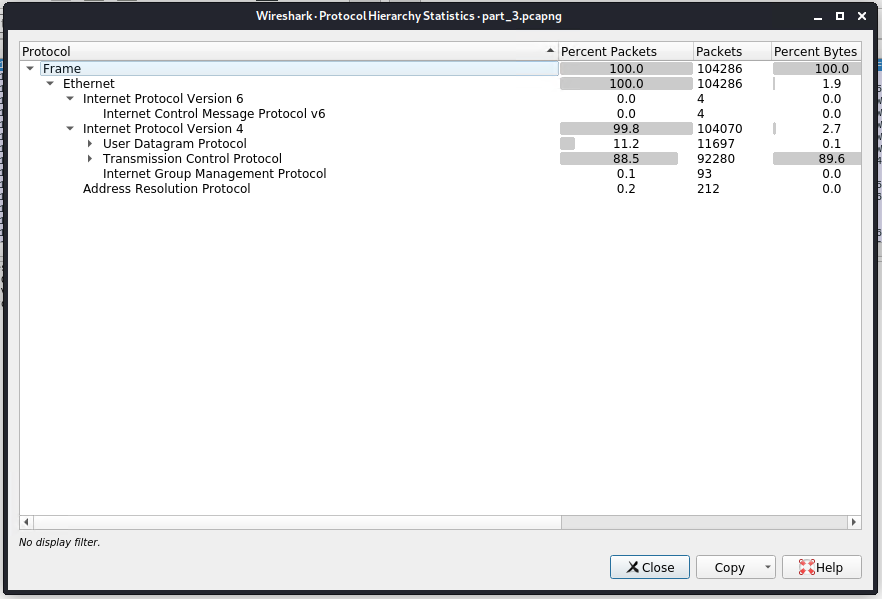 Wireshark · Protocol Hierarchy Statistics · part_3.pcapng
Protocol Percent Packets Packets Percent Bytes
Frame 100.0 104286 100.0
Ethernet 100.0 104286 1.9
Internet Protocol Version 6 0.0 4 0.0
Internet Control Message Protocol v6 0.0 4 0.0
Internet Protocol Version 4 99.8 104070 2.7
User Datagram Protocol 11.2 11697 0.1
Transmission Control Protocol 88.5 92280 89.6
Internet Group Management Protocol 0.1 93 0.0
Address Resolution Protocol 0.2 212 0.0
No display filter.
Close Copy Help